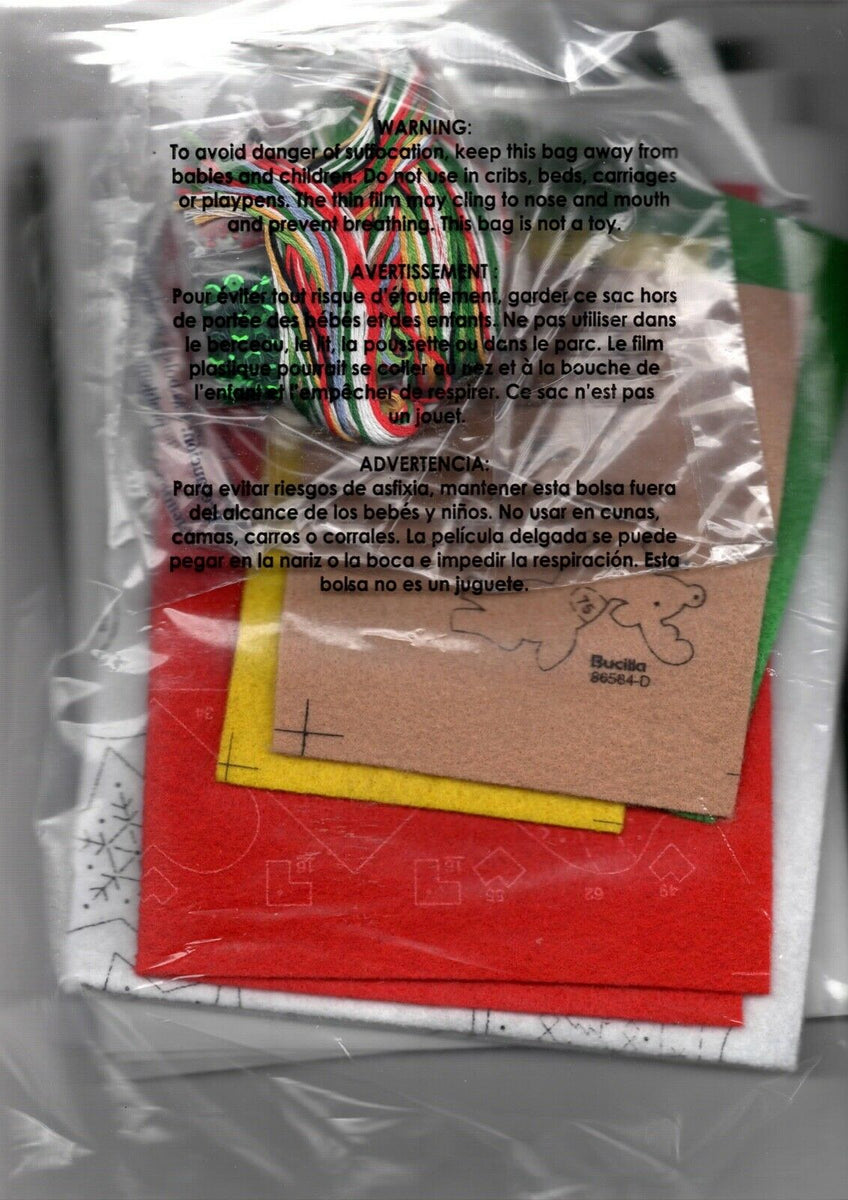 WARNING:
To avoid danger of suffocation, keep this bag away from
babies and children. Do not use in cribs, beds, carriages
or playpens. The thin film may cling to nose and mouth
and prevent breathing. This bag is not a toy.
AVERTISSEMENT :
Pour éviter tout risque d'étouffement, garder ce sac hors
de portée des bébés et des enfants. Ne pas utiliser dans
le berceau, le lit, la poussette ou dans le parc. Le film
plastique pourrait se coller au nez et à la bouche de
l'enfant et l'empêcher de respirer. Ce sac n'est pas
un jouet.
ADVERTENCIA:
Para evitar riesgos de asfixia, mantener esta bolsa fuera
del alcance de los bebés y niños. No usar en cunas,
camas, carros o corrales. La película delgada se puede
pegar en la nariz o la boca e impedir la respiración. Esta
bolsa no es un juguete.
Bucilla
86584-D